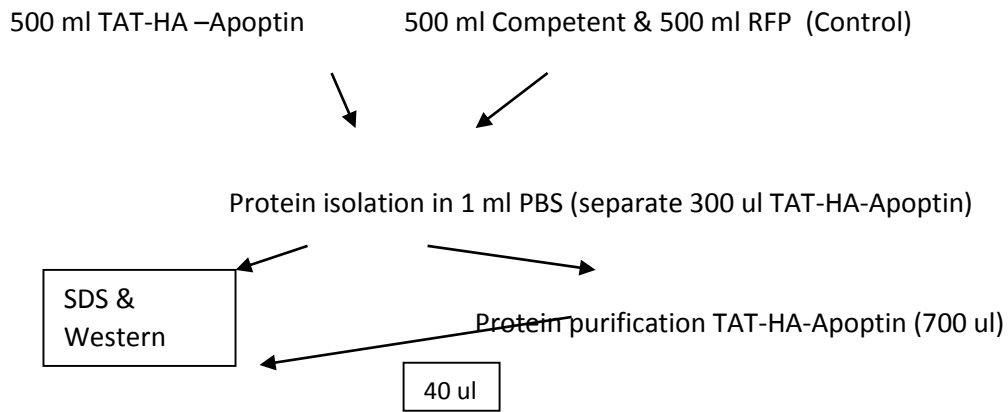 500 ml TAT-HA –Apoptin 500 ml Competent & 500 ml RFP (Control)
Protein isolation in 1 ml PBS (separate 300 ul TAT-HA-Apoptin)
SDS &
Western
Protein purification TAT-HA-Apoptin (700 ul)
40 ul